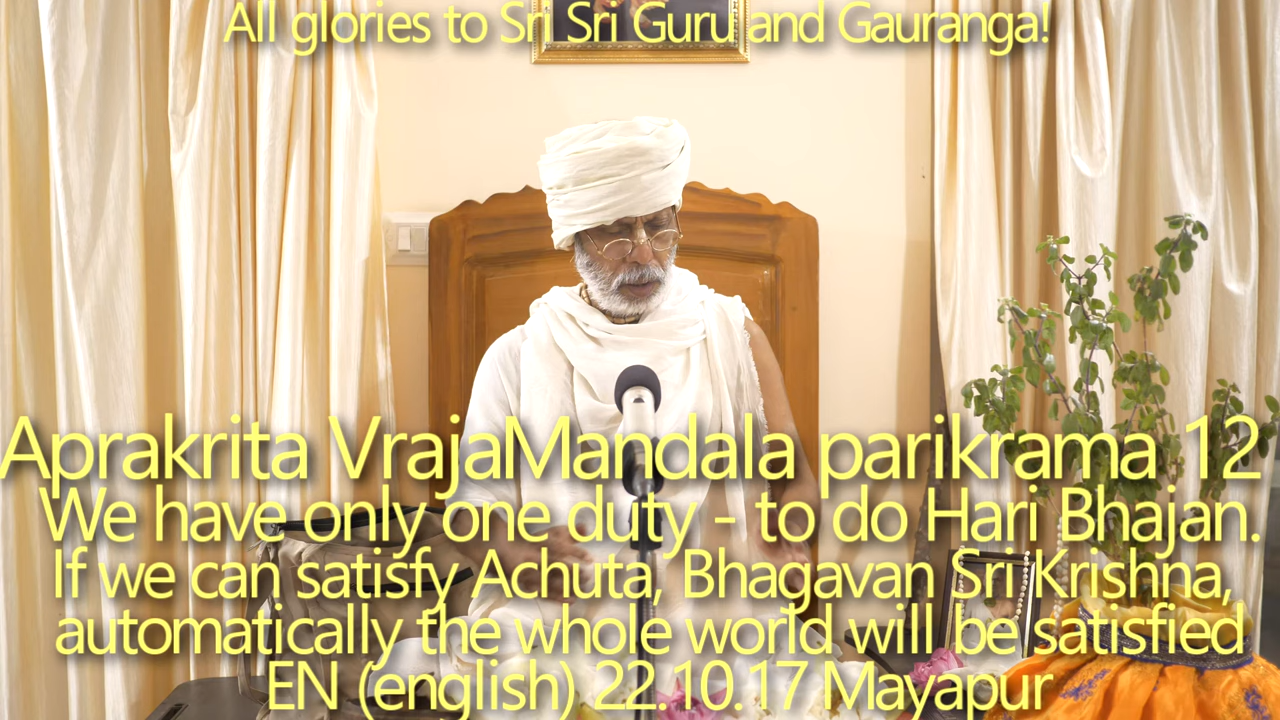 All glories to Sri Sri Guru and Gauranga!
Aprakrita VrajaMandala parikrama 12
We have only one duty - to do Hari Bhajan.
If we can satisfy Achuta, Bhagavan Sri Krishna,
automatically the whole world will be satisfied
EN (english) 22.10.17 Mayapur